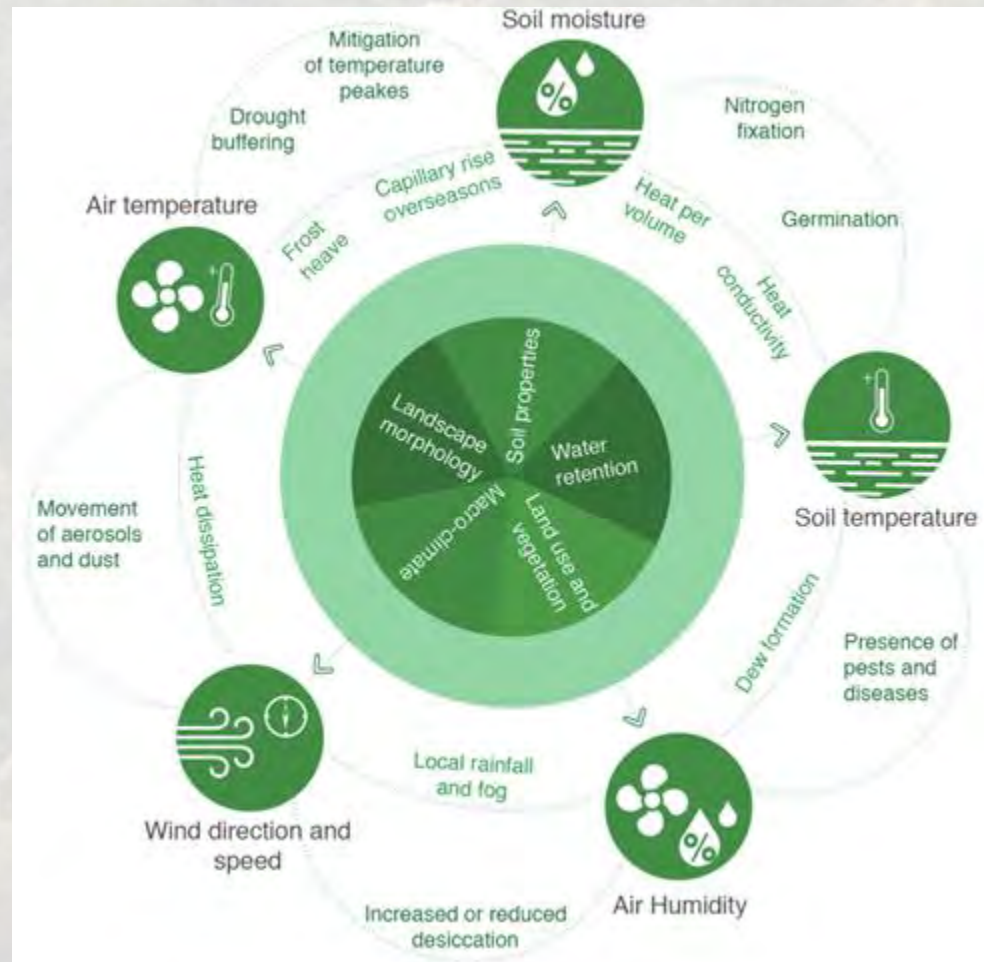 Soil moisture
Mitigation
of temperature
peakes
Drought
buffering
Nitrogen
fixation
Capillary rise
overseasons
Heat per
volume
Air temperature
Frost
heave
Germination
Heat
conductivity
Soil properties
Landscape
morphology
Water
retention
Macro-climate
Land use and
vegetation
Soil temperature
Movement
of aerosols
and dust
Heat dissipation
Dew formation
Presence of
pests and
diseases
Local rainfall
and fog
Wind direction and
speed
Air Humidity
Increased or reduced
desiccation
%
%
+
+